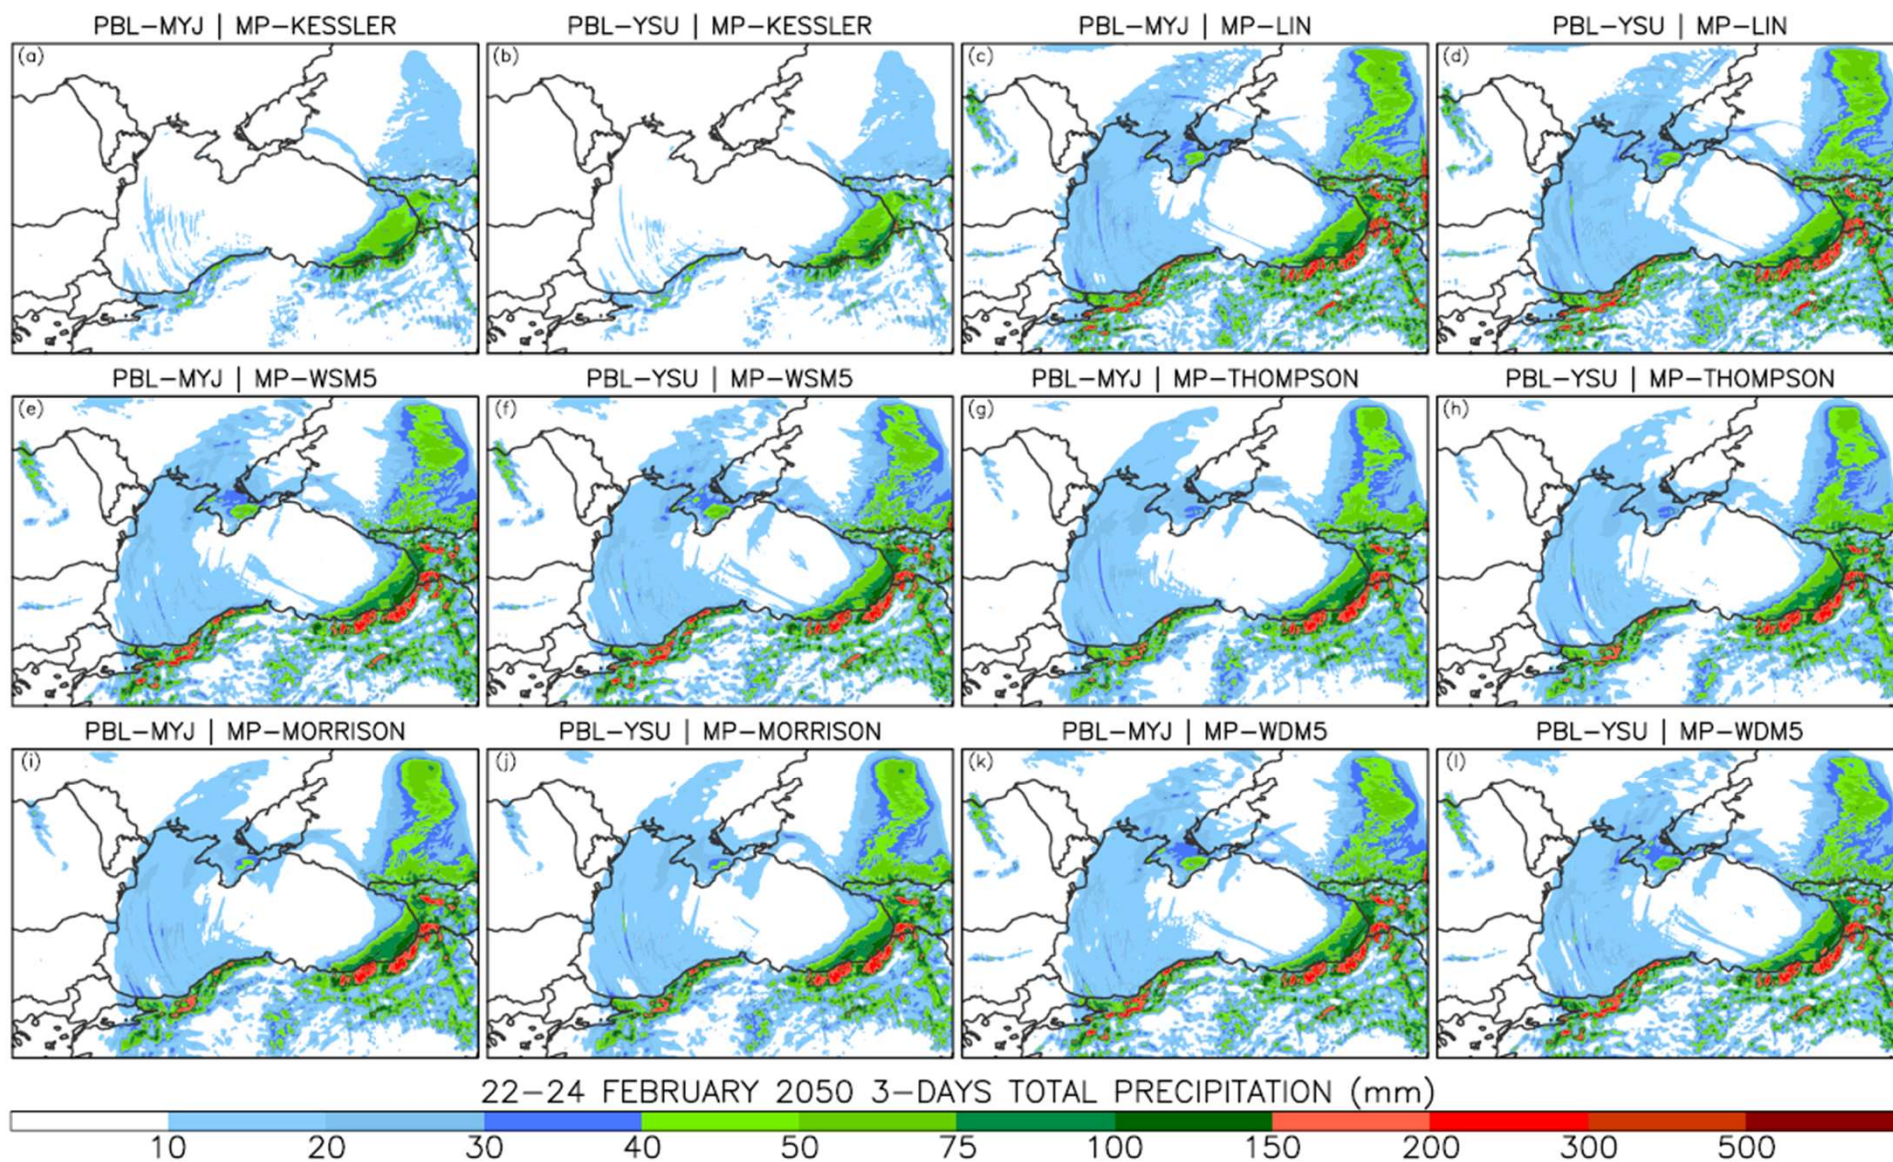 PBL-MYJ | MP-KESSLER
PBL-YSU | MP-KESSLER
PBL-MYJ | MP-LIN
PBL-YSU | MP-LIN
(a)
(b)
(c)
(d)
PBL-MYJ | MP-WSM5
PBL-YSU | MP-WSM5
PBL-MYJ | MP-THOMPSON
PBL-YSU | MP-THOMPSON
(e)
(f)
(g)
(h)
PBL-MYJ | MP-MORRISON
PBL-YSU | MP-MORRISON
PBL-MYJ | MP-WDM5
PBL-YSU | MP-WDM5
(i)
(j)
(k)
(l)
22-24 FEBRUARY 2050 3-DAYS TOTAL PRECIPITATION (mm)
10 20 30 40 50 75 100 150 200 300 500